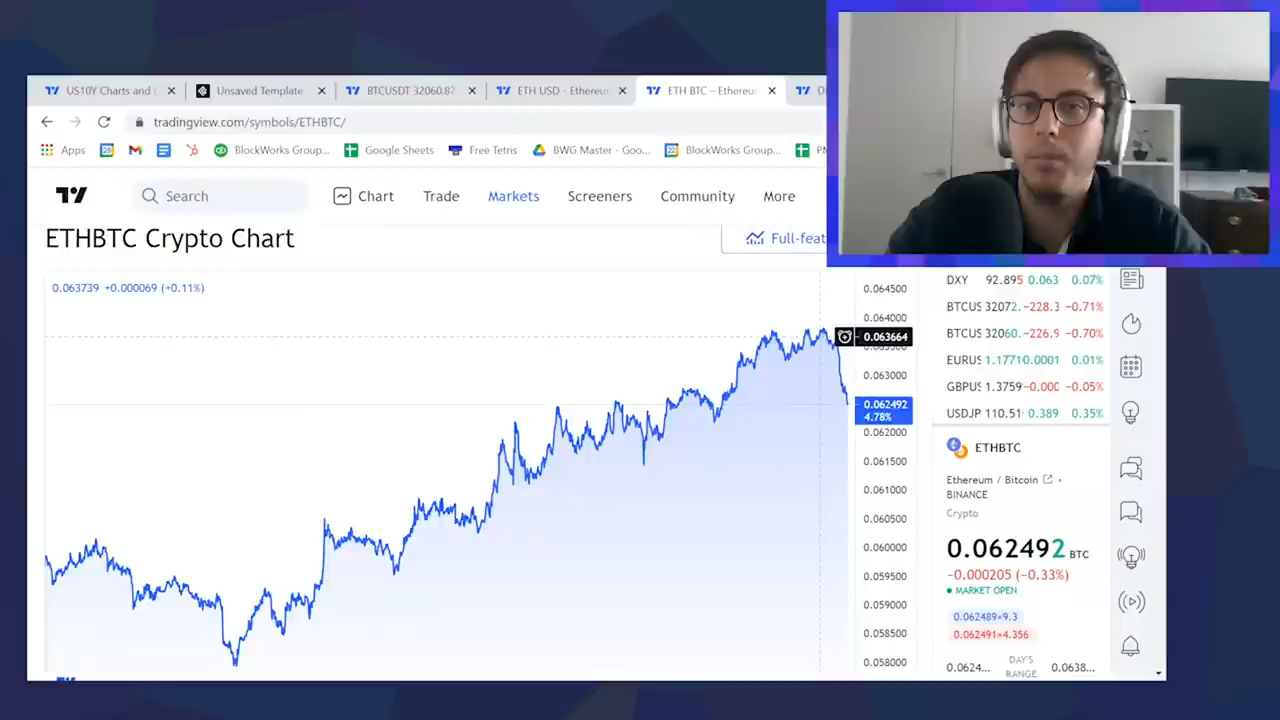 US10Y Charts and
Unsaved Template
BTCUSDT 32060.87
ETH USD - Ethereu
ETH BTC — Ethereu
tradingview.com/symbols/ETHBTC/
Apps
BlockWorks Group...
Google Sheets
Free Tetris
BWG Master - Goo...
BlockWorks Group...
Search
Chart
Trade
Markets
Screeners
Community
More
ETHBTC Crypto Chart
Full-feat
0.063739 +0.000069 (+0.11%)
0.064500
0.064000
0.063664
0.063000
0.062492
4.78%
0.062000
0.061500
0.061000
0.060500
0.060000
0.059500
0.059000
0.058500
0.058000
DXY 92.895 0.063 0.07%
BTCUS 32072. −228.3 −0.71%
BTCUS 32060. −226.9 −0.70%
EURUS 1.1771 0.0001 0.01%
GBPUS 1.3759 −0.000 −0.05%
USDJP 110.51 0.389 0.35%
ETHBTC
Ethereum / Bitcoin
BINANCE
Crypto
0.062492 BTC
−0.000205 (−0.33%)
MARKET OPEN
0.062489×9.3
0.062491×4.356
0.0624... DAY'S RANGE 0.0638...